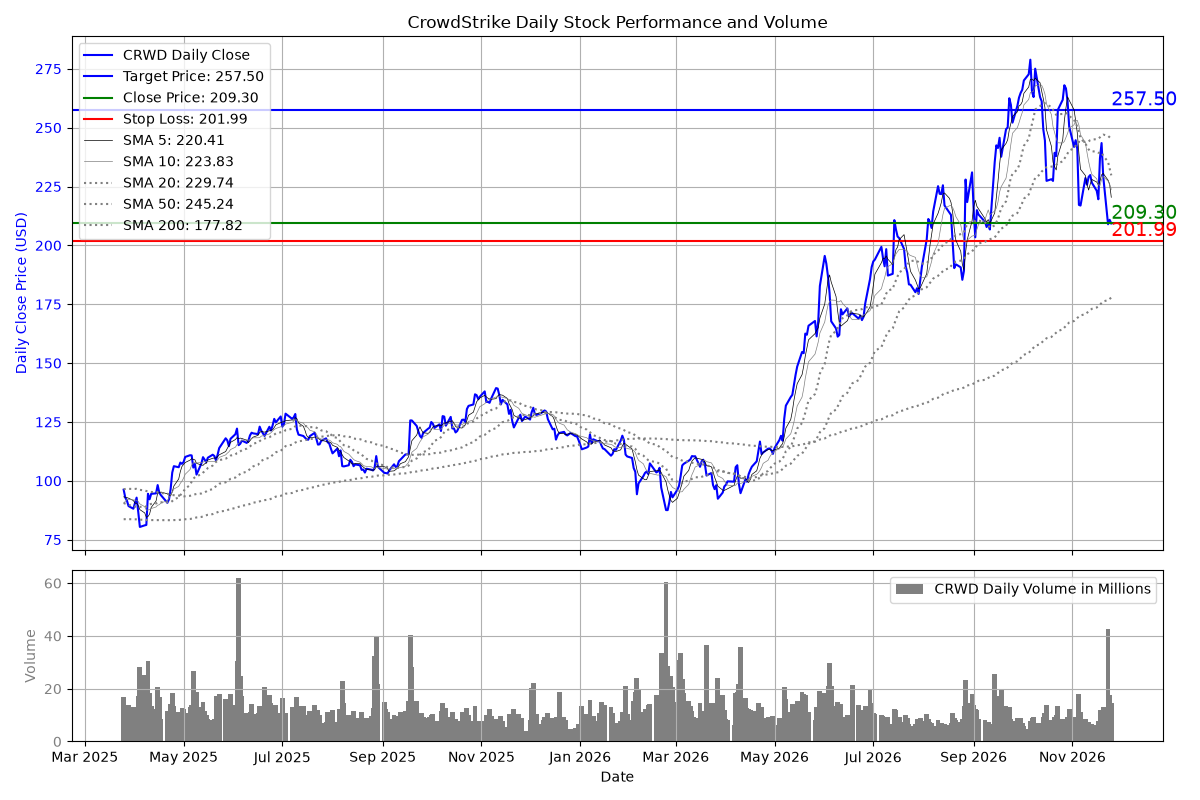 CrowdStrike Daily Stock Performance and Volume
CRWD Daily Close
Target Price: 257.50
Close Price: 209.30
Stop Loss: 201.99
SMA 5: 220.41
SMA 10: 223.83
SMA 20: 229.74
SMA 50: 245.24
SMA 200: 177.82
275
250
225
200
175
150
125
100
75
Daily Close Price (USD)
257.50
209.30
201.99
CRWD Daily Volume in Millions
60
40
20
0
Volume
Mar 2025 May 2025 Jul 2025 Sep 2025 Nov 2025 Jan 2026 Mar 2026 May 2026 Jul 2026 Sep 2026 Nov 2026
Date